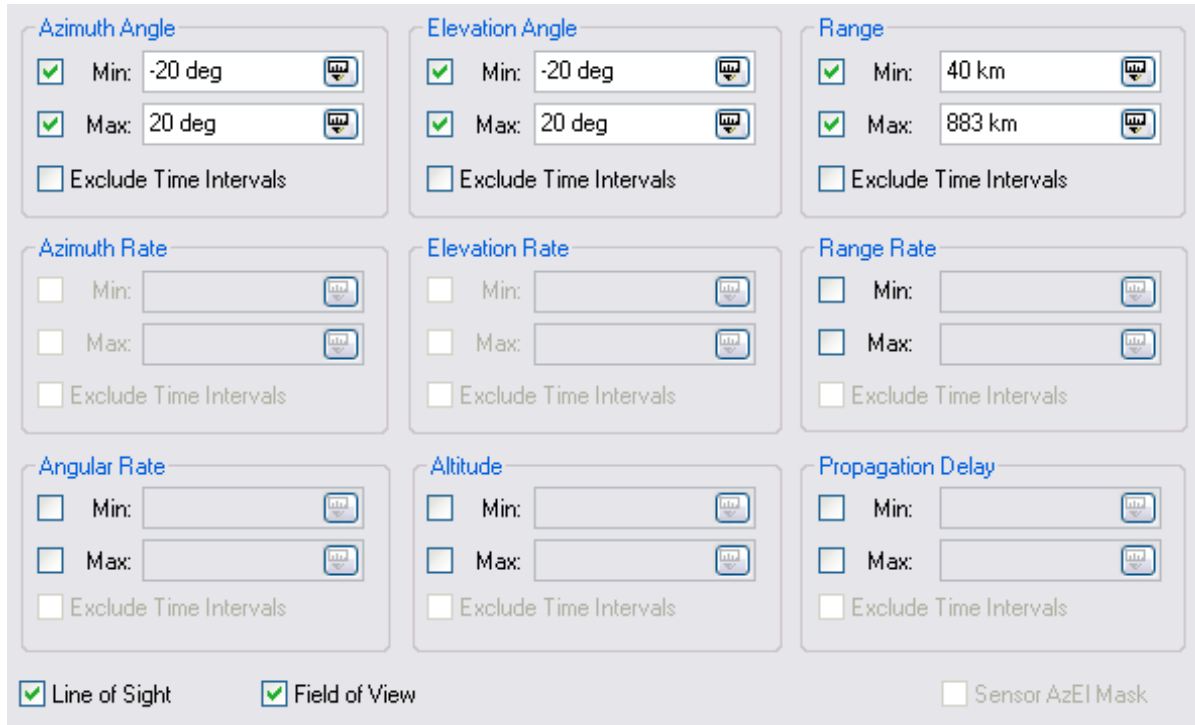 Azimuth Angle
Min: -20 deg
Max: 20 deg
Exclude Time Intervals
Elevation Angle
Min: -20 deg
Max: 20 deg
Exclude Time Intervals
Range
Min: 40 km
Max: 883 km
Exclude Time Intervals
Azimuth Rate
Min:
Max:
Exclude Time Intervals
Elevation Rate
Min:
Max:
Exclude Time Intervals
Range Rate
Min:
Max:
Exclude Time Intervals
Angular Rate
Min:
Max:
Exclude Time Intervals
Altitude
Min:
Max:
Exclude Time Intervals
Propagation Delay
Min:
Max:
Exclude Time Intervals
Line of Sight
Field of View
Sensor AzEl Mask